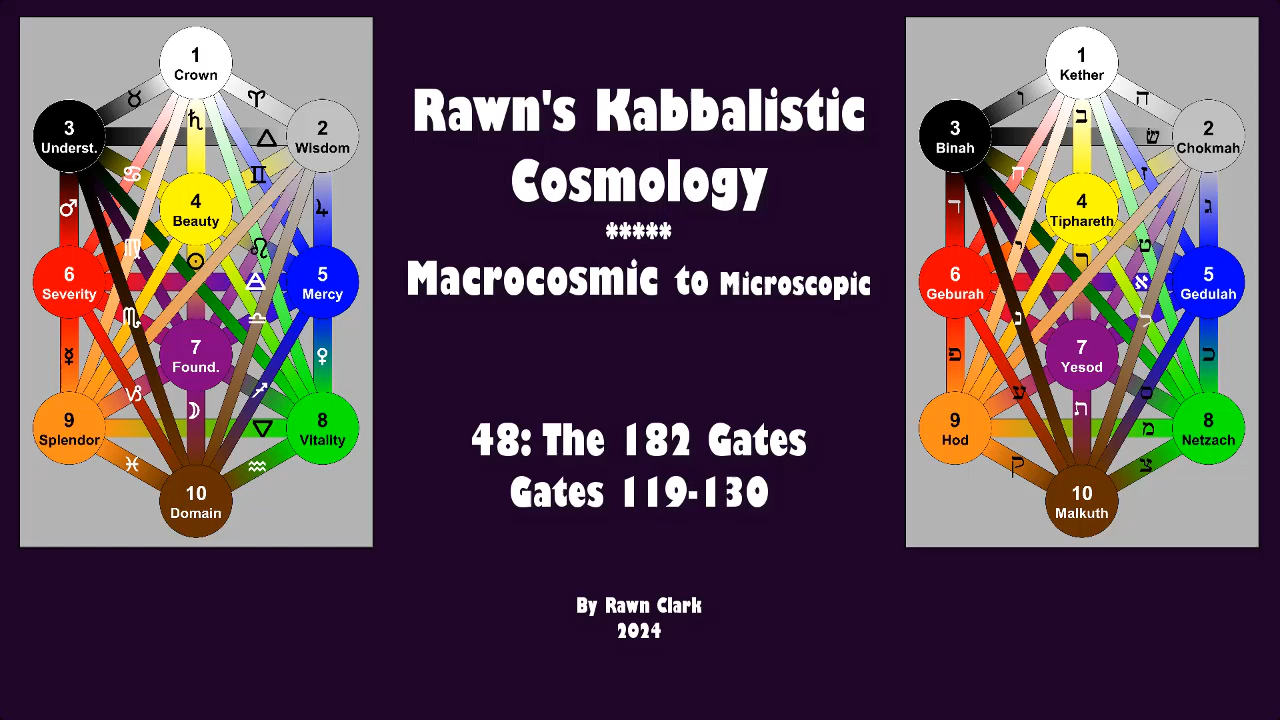 1
Crown
♉
♈
♄
3
Underst.
△
2
Wisdom
♋
♊
♂
4
Beauty
♃
♍
☉
♌
6
Severity
5
Mercy
♏
♎
☿
7
Found.
♀
♑
☽
♐
9
Splendor
▽
8
Vitality
♓
♒
10
Domain
Rawn's Kabbalistic
Cosmology
*****
Macrocosmic to Microscopic
48: The 182 Gates
Gates 119-130
By Rawn Clark
2024
1
Kether
ו
ה
ב
3
Binah
ש
2
Chokmah
ח
ז
4
Tiphareth
ג
י
ר
ט
6
Geburah
א
5
Gedulah
נ
פ
7
Yesod
ע
ת
ס
9
Hod
מ
8
Netzach
ק
צ
10
Malkuth